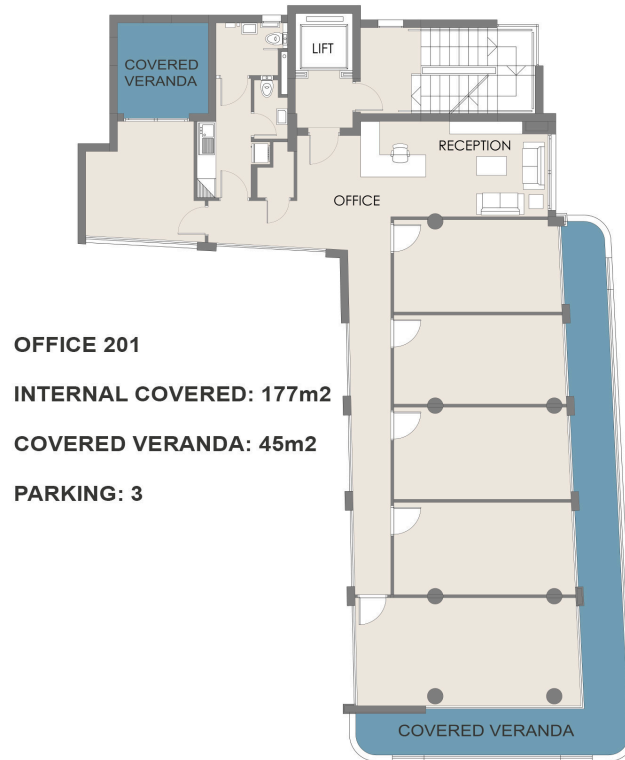 LIFT
COVERED
VERANDA
RECEPTION
OFFICE
OFFICE 201
INTERNAL COVERED: 177m2
COVERED VERANDA: 45m2
PARKING: 3
COVERED VERANDA